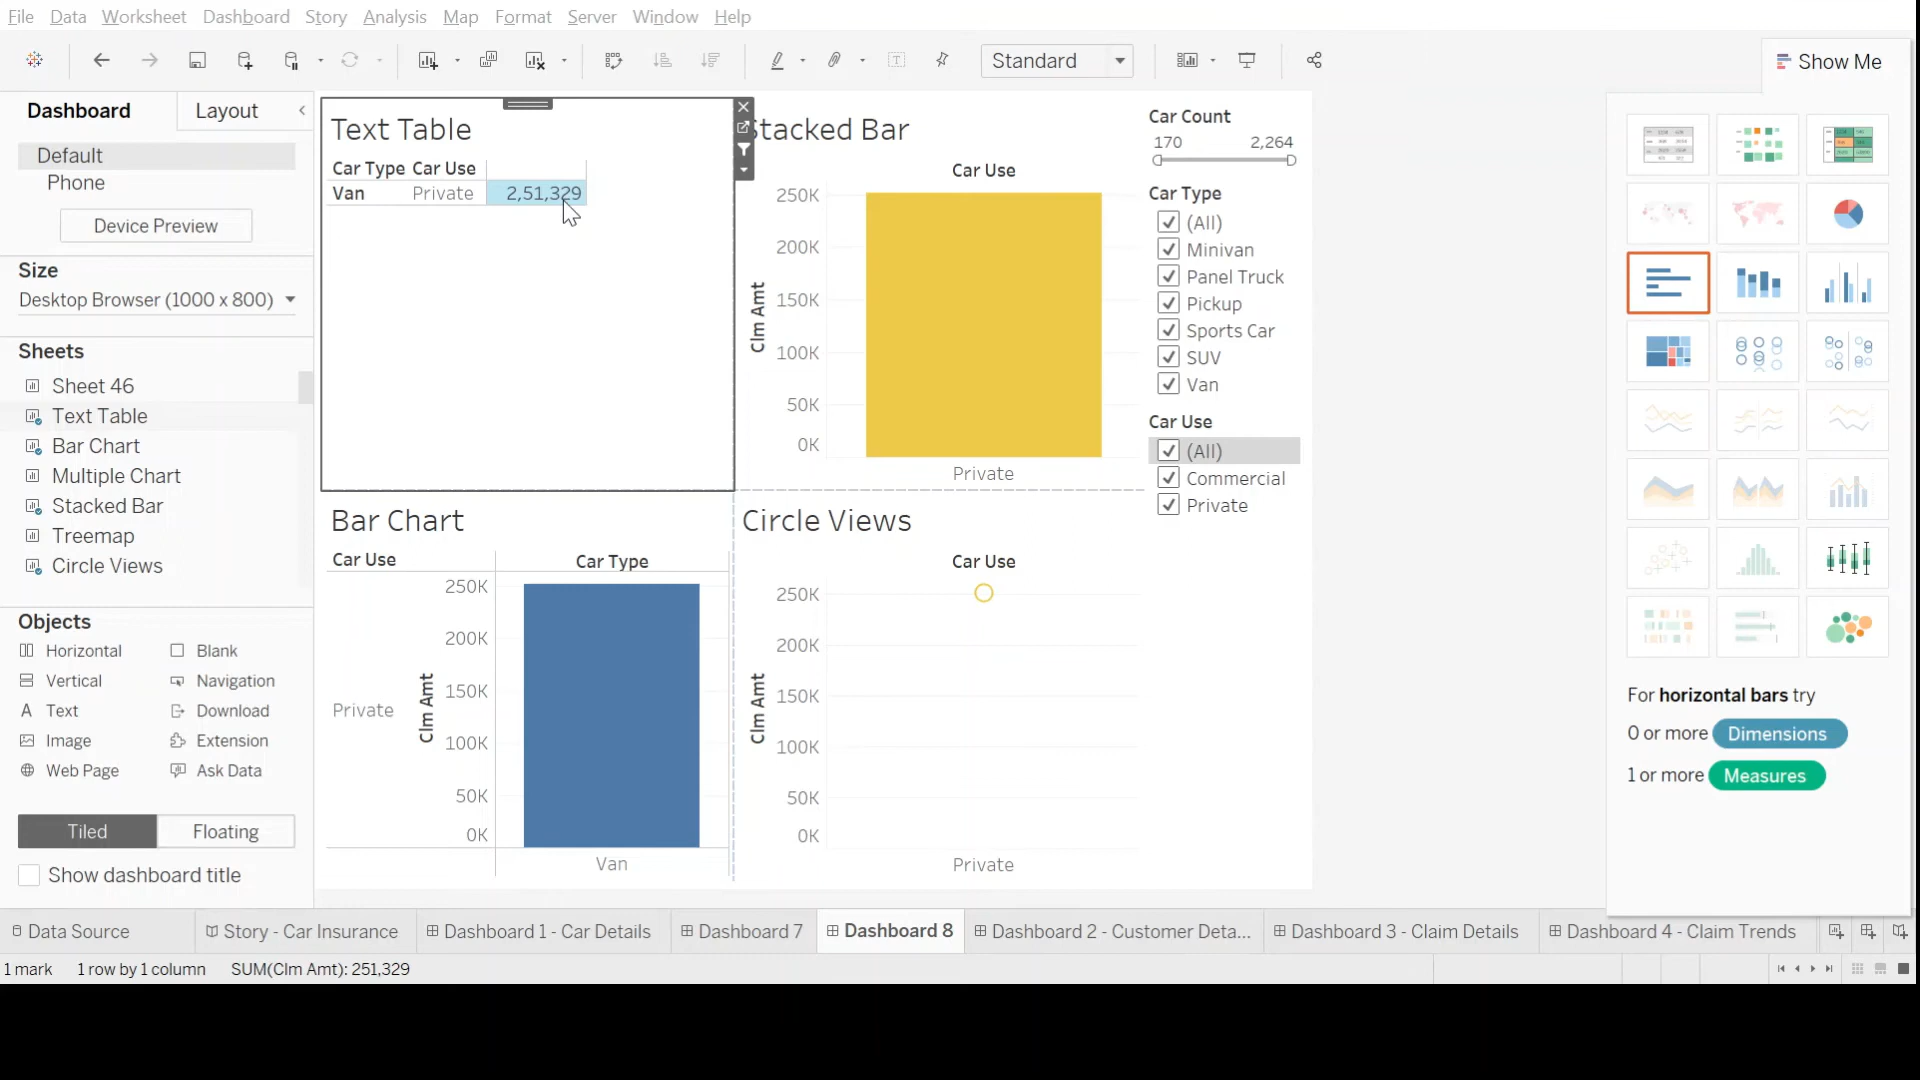 File Data Worksheet Dashboard Story Analysis Map Format Server Window Help
Standard
Show Me
Dashboard Layout
Default
Phone
Device Preview
Size
Desktop Browser (1000 x 800)
Sheets
Sheet 46
Text Table
Bar Chart
Multiple Chart
Stacked Bar
Treemap
Circle Views
Objects
Horizontal Blank
Vertical Navigation
Text Download
Image Extension
Web Page Ask Data
Tiled Floating
Show dashboard title
Text Table
Car Type Car Use
Van Private 2,51,329
Stacked Bar
Car Use
250K
200K
150K
100K
50K
0K
Clm Amt
Private
Bar Chart
Car Use Car Type
250K
200K
150K
100K
50K
0K
Private
Clm Amt
Van
Circle Views
Car Use
250K
200K
150K
100K
50K
0K
Clm Amt
Private
Car Count
170 2,264
Car Type
(All)
Minivan
Panel Truck
Pickup
Sports Car
SUV
Van
Car Use
(All)
Commercial
Private
For horizontal bars try
0 or more Dimensions
1 or more Measures
Data Source Story - Car Insurance Dashboard 1 - Car Details Dashboard 7 Dashboard 8 Dashboard 2 - Customer Deta... Dashboard 3 - Claim Details Dashboard 4 - Claim Trends
1 mark 1 row by 1 column SUM(Clm Amt): 251,329